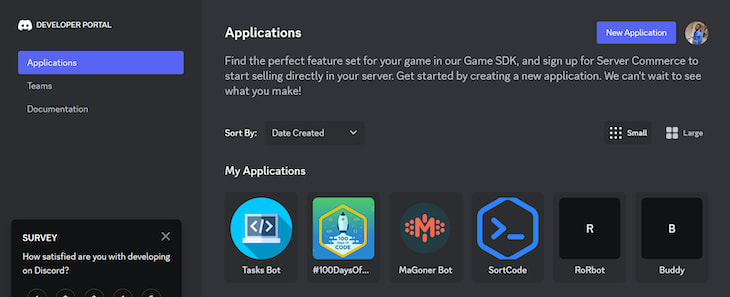 DEVELOPER PORTAL
Applications
Teams
Documentation
Applications
New Application
Find the perfect feature set for your game in our Game SDK, and sign up for Server Commerce to
start selling directly in your server. Get started by creating a new application. We can't wait to see
what you make!
Sort By:
Date Created
Small
Large
My Applications
100
DAYS OF
CODE
R
B
Tasks Bot
#100DaysOf...
MaGoner Bot
SortCode
RoRbot
Buddy
SURVEY
How satisfied are you with developing
on Discord?